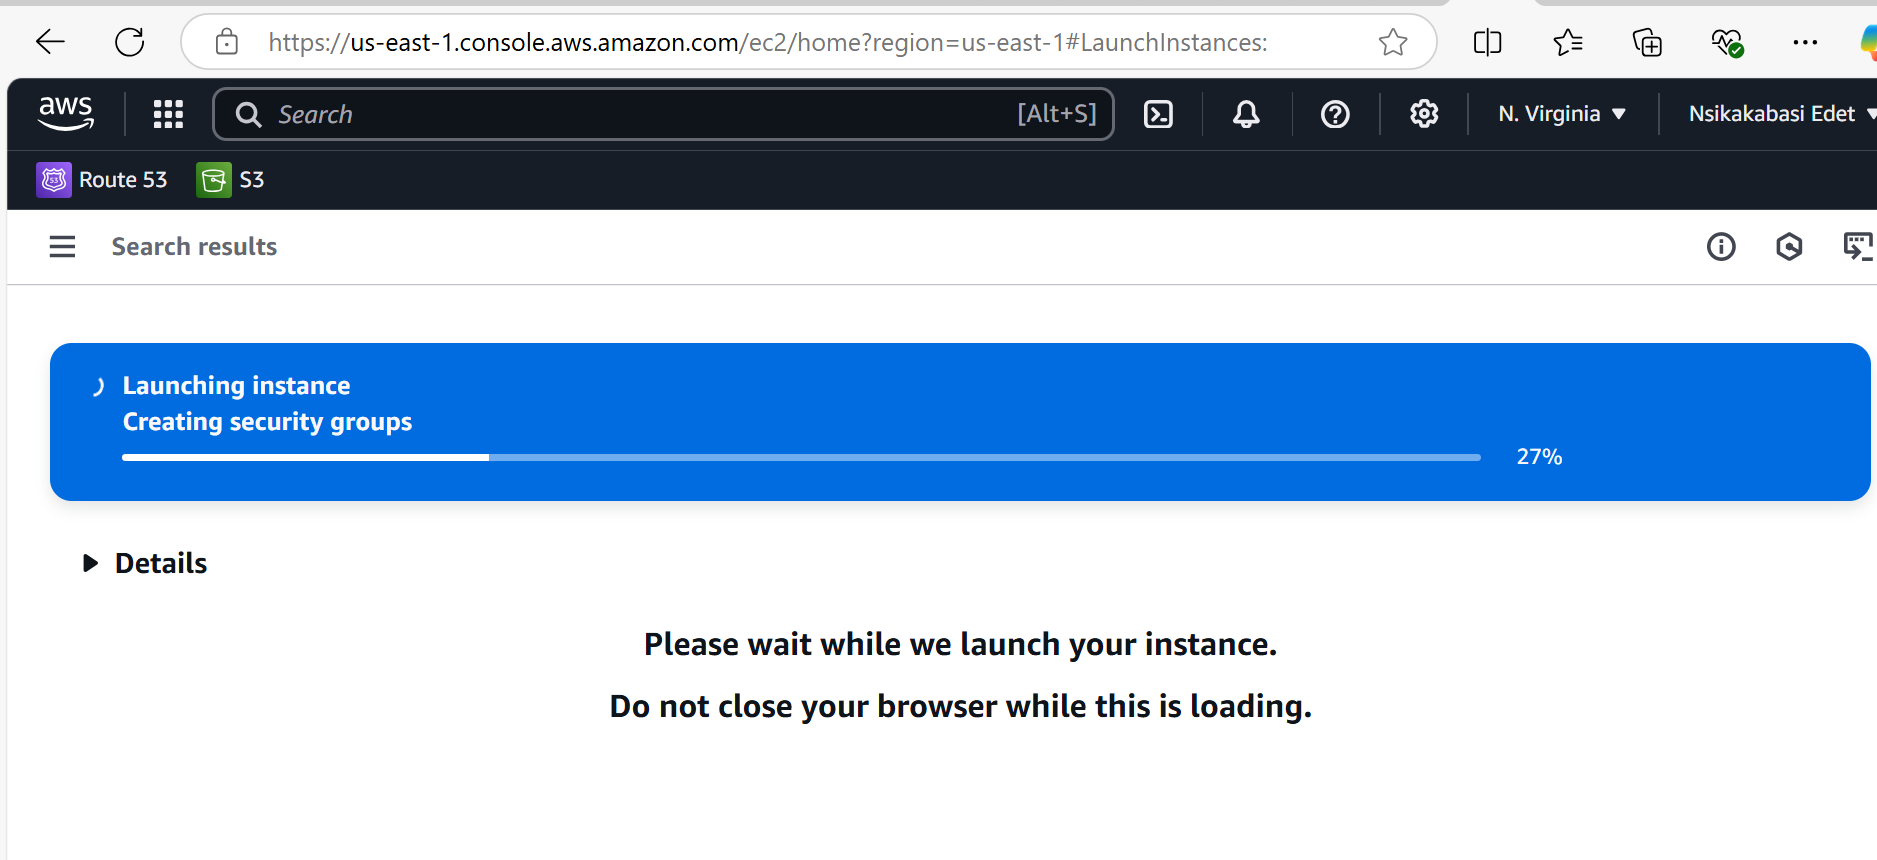 https://us-east-1.console.aws.amazon.com/ec2/home?region=us-east-1#LaunchInstances:
aws
Search [Alt+S]
N. Virginia
Nsikakabasi Edet
53 Route 53
S3
Search results
Launching instance
Creating security groups
27%
Details
Please wait while we launch your instance.
Do not close your browser while this is loading.